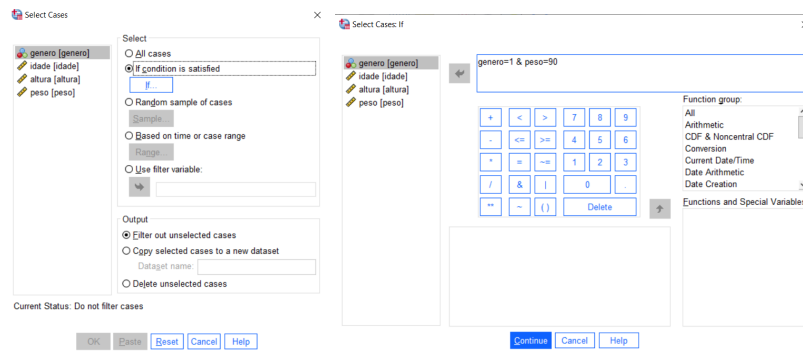 Select Cases
genero [genero]
idade [idade]
altura [altura]
peso [peso]
Select
All cases
If condition is satisfied
If...
Random sample of cases
Sample...
Based on time or case range
Range...
Use filter variable:
Output
Filter out unselected cases
Copy selected cases to a new dataset
Dataset name:
Delete unselected cases
Current Status: Do not filter cases
OK Paste Reset Cancel Help
Select Cases: If
genero [genero]
idade [idade]
altura [altura]
peso [peso]
genero=1 & peso=90
+ < > 7 8 9
- <= >= 4 5 6
* = ~= 1 2 3
/ & | 0 .
** ~ ( ) Delete
Function group:
All
Arithmetic
CDF & Noncentral CDF
Conversion
Current Date/Time
Date Arithmetic
Date Creation
Functions and Special Variables
Continue Cancel Help